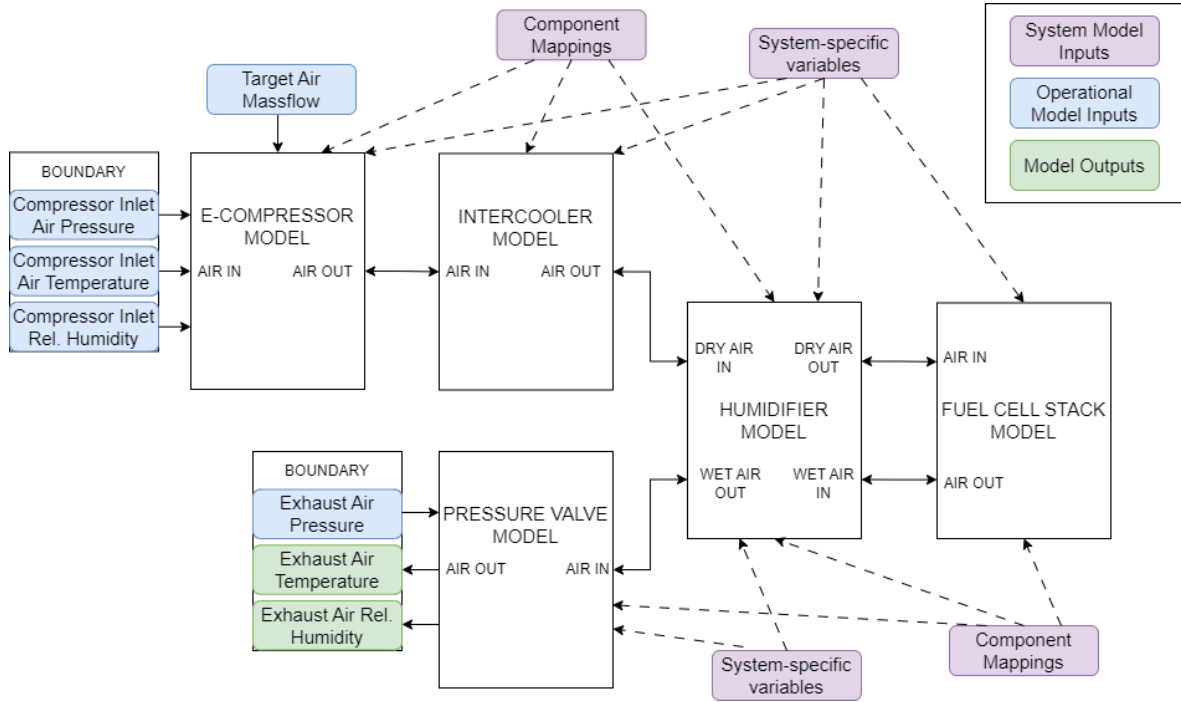 Component
Mappings
System-specific
variables
System Model
Inputs
Operational
Model Inputs
Model Outputs
Target Air
Massflow
BOUNDARY
Compressor Inlet
Air Pressure
Compressor Inlet
Air Temperature
Compressor Inlet
Rel. Humidity
E-COMPRESSOR
MODEL
AIR IN
AIR OUT
INTERCOOLER
MODEL
AIR IN
AIR OUT
DRY AIR
IN
DRY AIR
OUT
HUMIDIFIER
MODEL
WET AIR
OUT
WET AIR
IN
AIR IN
FUEL CELL STACK
MODEL
AIR OUT
BOUNDARY
Exhaust Air
Pressure
Exhaust Air
Temperature
Exhaust Air Rel.
Humidity
PRESSURE VALVE
MODEL
AIR OUT
AIR IN
System-specific
variables
Component
Mappings